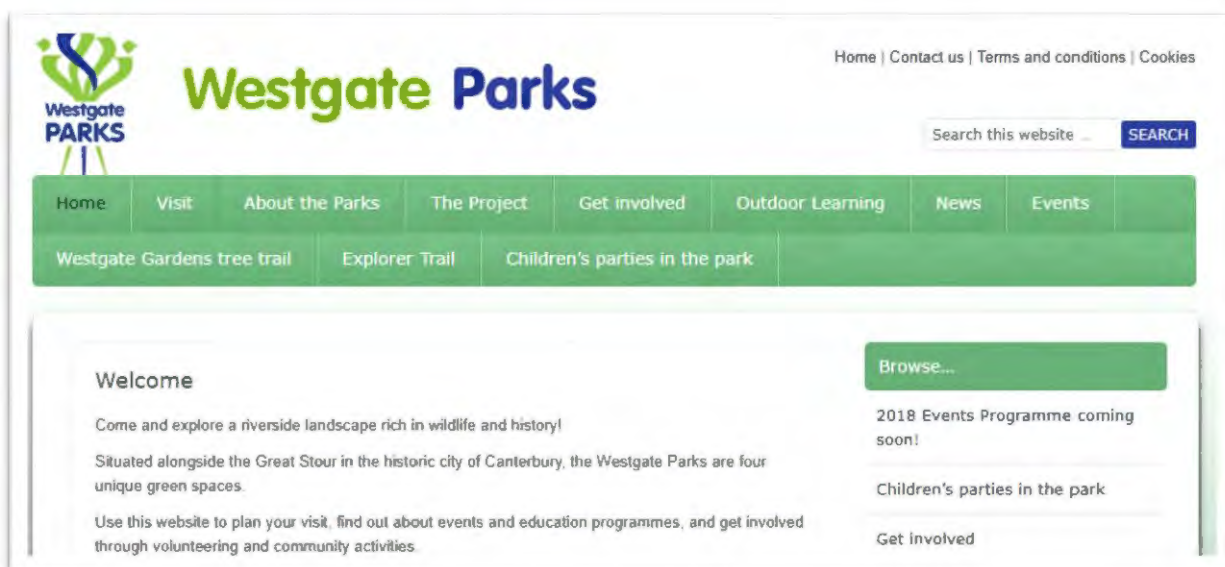 Westgate
PARKS
Westgate Parks
Home | Contact us | Terms and conditions | Cookies
Search this website ...
SEARCH
Home Visit About the Parks The Project Get involved Outdoor Learning News Events
Westgate Gardens tree trail Explorer Trail Children's parties in the park
Welcome
Come and explore a riverside landscape rich in wildlife and history!
Situated alongside the Great Stour in the historic city of Canterbury, the Westgate Parks are four
unique green spaces.
Use this website to plan your visit, find out about events and education programmes, and get involved
through volunteering and community activities.
Browse...
2018 Events Programme coming
soon!
Children's parties in the park
Get involved